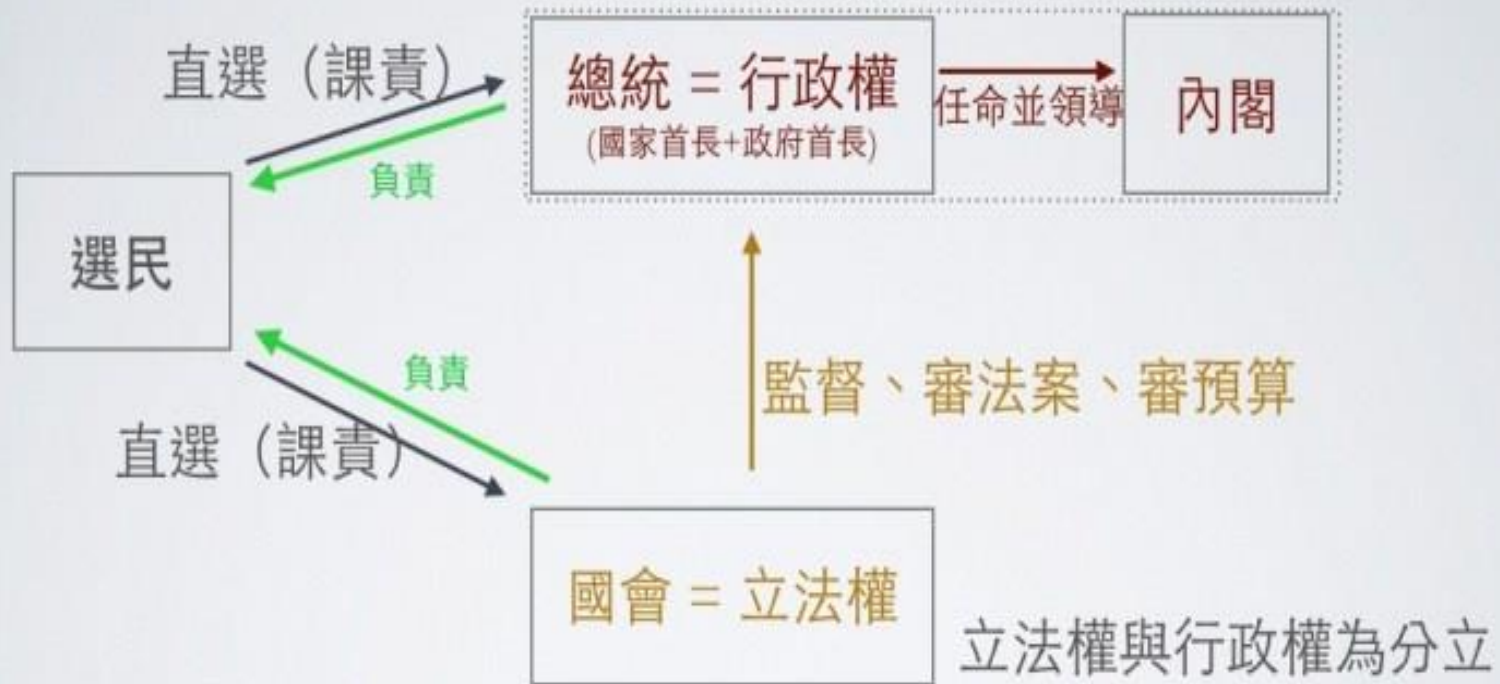 直選（課責）
總統 = 行政權
(國家首長+政府首長)
任命並領導
內閣
負責
選民
負責
監督、審法案、審預算
直選（課責）
國會 = 立法權
立法權與行政權為分立